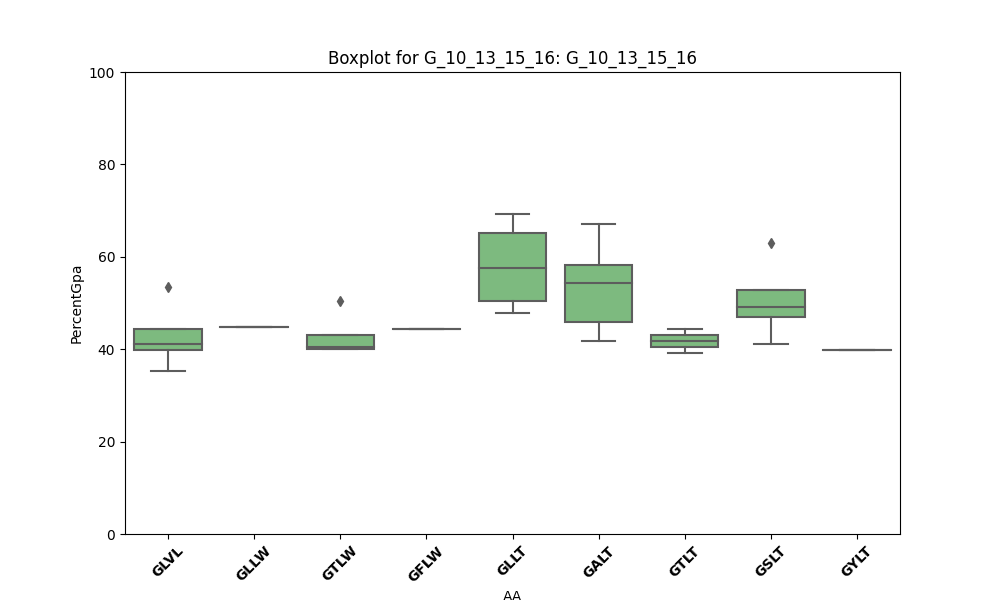 Boxplot for G_10_13_15_16: G_10_13_15_16
PercentGpa
100
80
60
40
20
0
GLVL GLLW GTLW GFLW GLLT GALT GTLT GSLT GYLT
AA